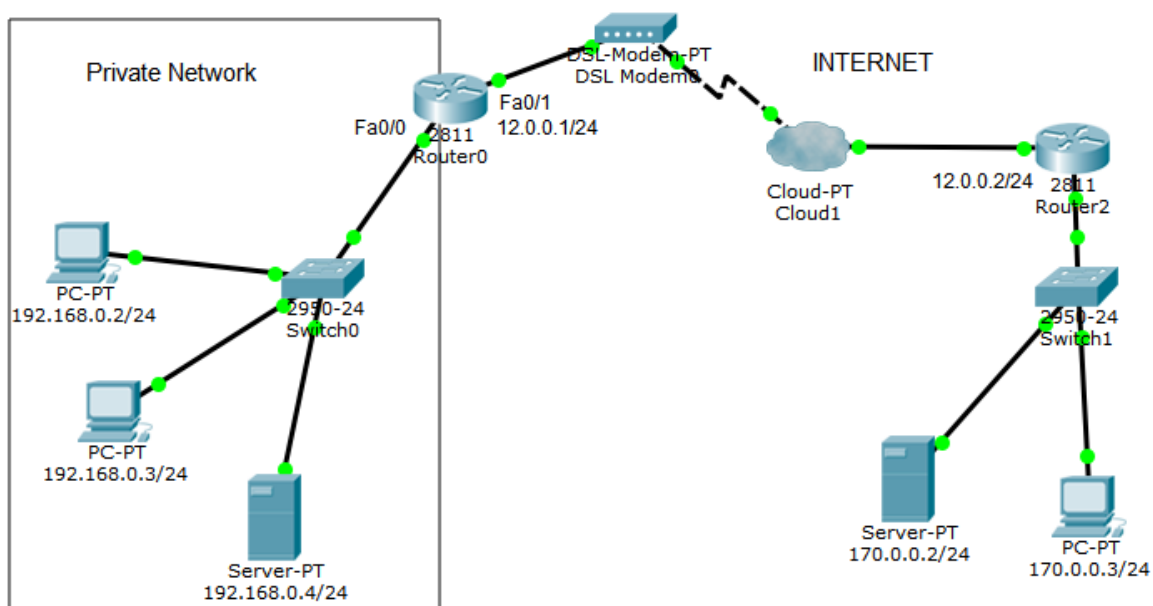 Private Network
DSL-Modem-PT
DSL Modem0
INTERNET
Fa0/1
12.0.0.1/24
Fa0/0
2811
Router0
Cloud-PT
Cloud1
12.0.0.2/24
2811
Router2
PC-PT
192.168.0.2/24
2950-24
Switch0
2950-24
Switch1
PC-PT
192.168.0.3/24
Server-PT
192.168.0.4/24
Server-PT
170.0.0.2/24
PC-PT
170.0.0.3/24